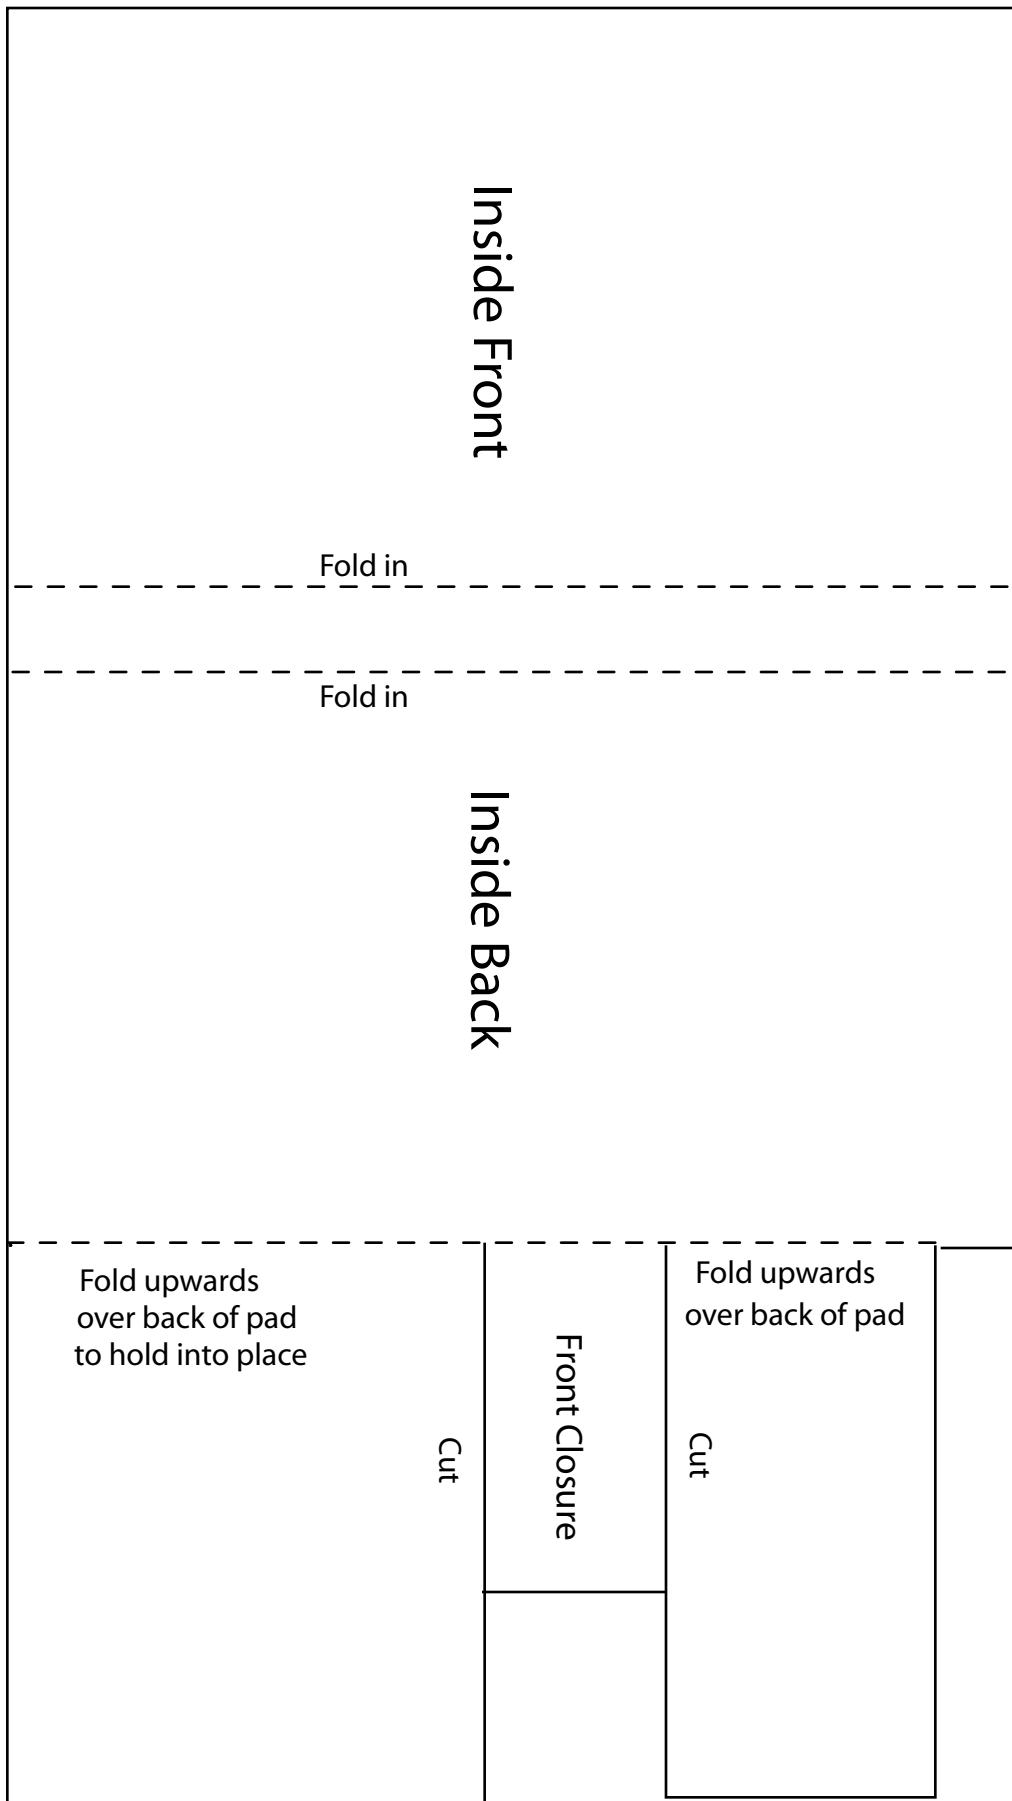 Inside Front
Fold in
Fold in
Inside Back
Fold upwards
over back of pad
to hold into place
Fold upwards
over back of pad
Front Closure
Cut
Cut